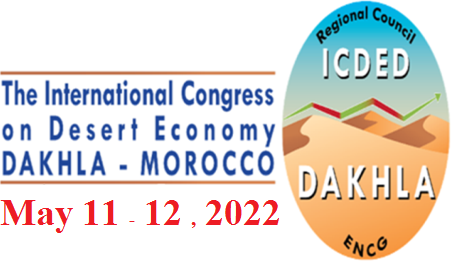 The International Congress
on Desert Economy
DAKHLA - MOROCCO
May 11 - 12 , 2022
Regional Council
ICDED
DAKHLA
ENCG